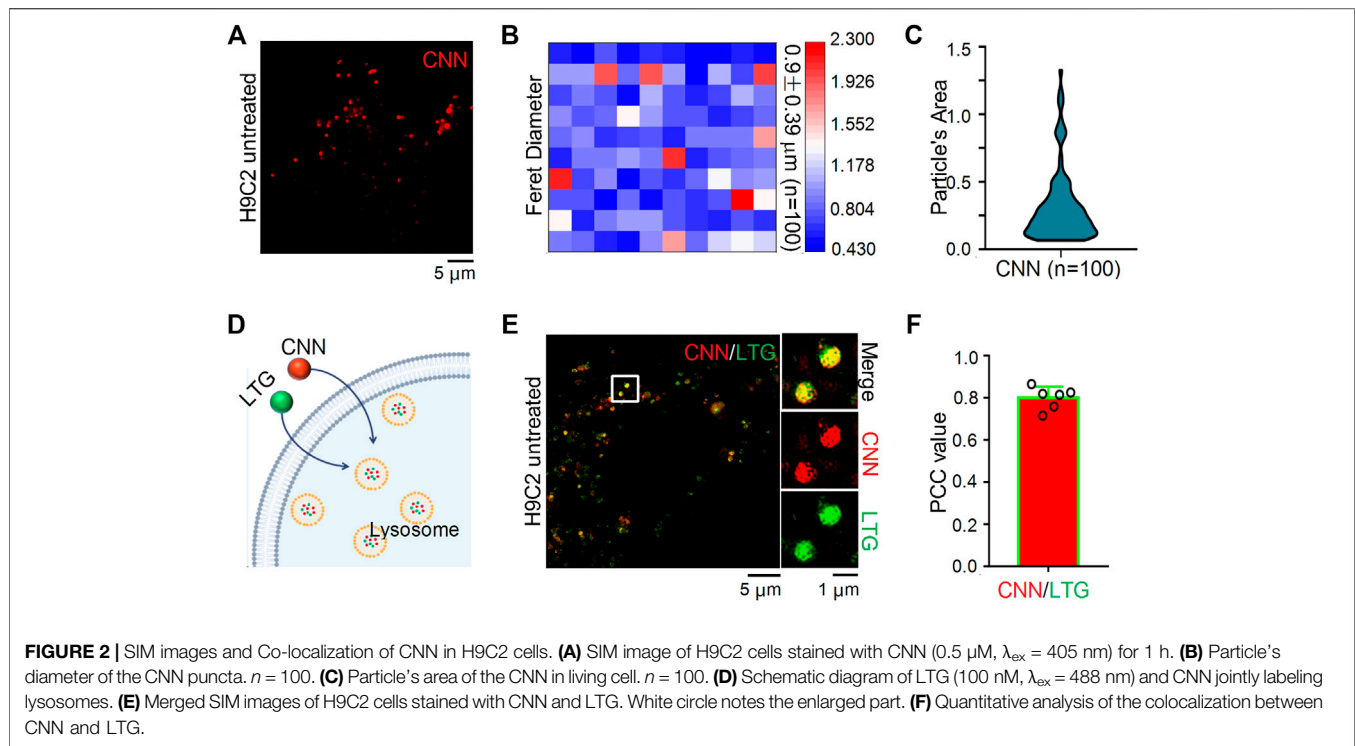 A
CNN
H9C2 untreated
5 µm
B
Feret Diameter
0.9 ± 0.39 µm (n=100)
2.300
1.926
1.552
1.178
0.804
0.430
C
Particle's Area
1.5
1.0
0.5
0.0
CNN (n=100)
D
CNN
LTG
Lysosome
E
H9C2 untreated
CNN/LTG
Merge
CNN
LTG
5 µm
1 µm
F
PCC value
1.0
0.8
0.6
0.4
0.2
0.0
CNN/LTG
FIGURE 2 | SIM images and Co-localization of CNN in H9C2 cells. (A) SIM image of H9C2 cells stained with CNN (0.5 µM, λex = 405 nm) for 1 h. (B) Particle's
diameter of the CNN puncta. n = 100. (C) Particle's area of the CNN in living cell. n = 100. (D) Schematic diagram of LTG (100 nM, λex = 488 nm) and CNN jointly labeling
lysosomes. (E) Merged SIM images of H9C2 cells stained with CNN and LTG. White circle notes the enlarged part. (F) Quantitative analysis of the colocalization between
CNN and LTG.